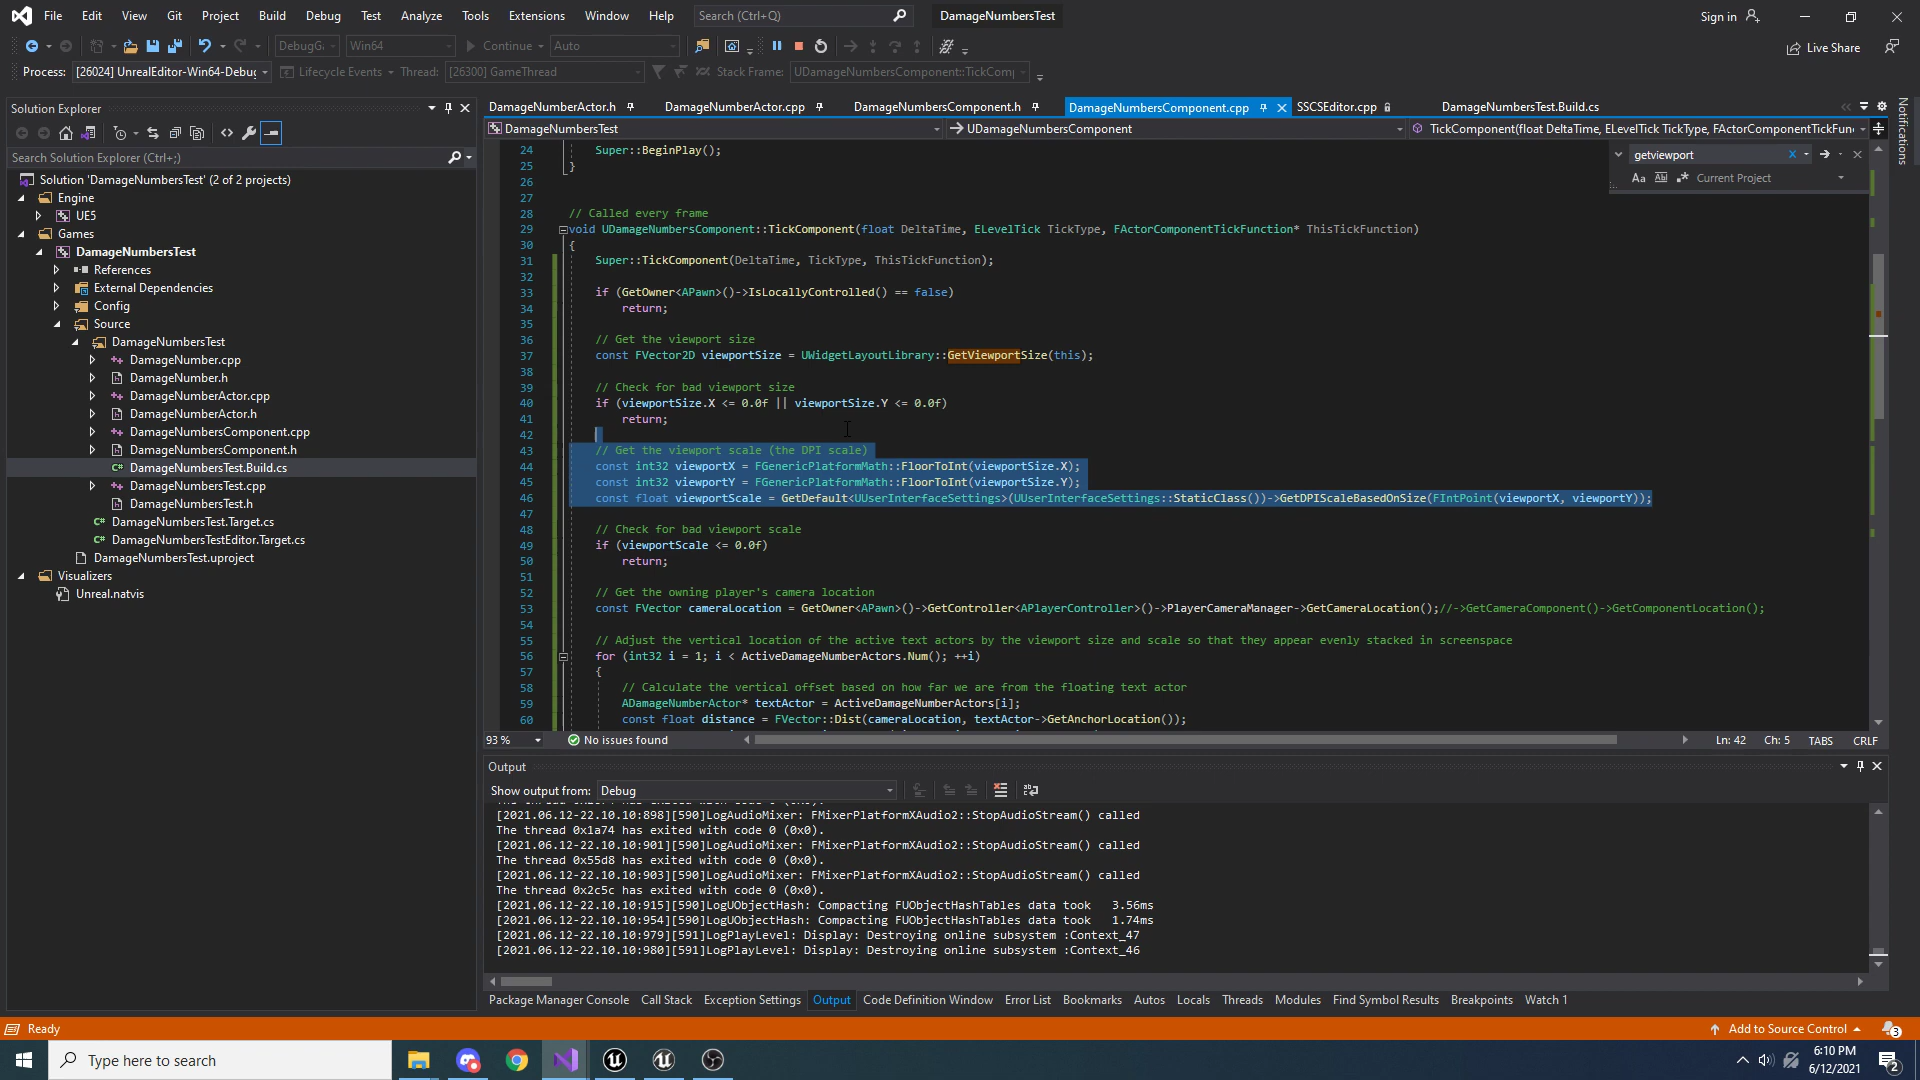 File Edit View Git Project Build Debug Test Analyze Tools Extensions Window Help Search (Ctrl+Q) DamageNumbersTest Sign in
DebugGa Win64 Continue Auto Live Share
Process: [26024] UnrealEditor-Win64-Debug Lifecycle Events Thread: [26300] GameThread Stack Frame: UDamageNumbersComponent::TickComp
Solution Explorer
Search Solution Explorer (Ctrl+;)
Solution 'DamageNumbersTest' (2 of 2 projects)
Engine
UE5
Games
DamageNumbersTest
References
External Dependencies
Config
Source
DamageNumbersTest
DamageNumber.cpp
DamageNumber.h
DamageNumberActor.cpp
DamageNumberActor.h
DamageNumbersComponent.cpp
DamageNumbersComponent.h
DamageNumbersTest.Build.cs
DamageNumbersTest.cpp
DamageNumbersTest.h
DamageNumbersTest.Target.cs
DamageNumbersTestEditor.Target.cs
DamageNumbersTest.uproject
Visualizers
Unreal.natvis
DamageNumberActor.h DamageNumberActor.cpp DamageNumbersComponent.h DamageNumbersComponent.cpp SSCSEditor.cpp DamageNumbersTest.Build.cs
DamageNumbersTest UDamageNumbersComponent TickComponent(float DeltaTime, ELevelTick TickType, FActorComponentTickFun
getviewport
Aa Current Project
Notifications
24 Super::BeginPlay();
25 }
26
27
28 // Called every frame
29 void UDamageNumbersComponent::TickComponent(float DeltaTime, ELevelTick TickType, FActorComponentTickFunction* ThisTickFunction)
30 {
31 Super::TickComponent(DeltaTime, TickType, ThisTickFunction);
32
33 if (GetOwner<APawn>()->IsLocallyControlled() == false)
34 return;
35
36 // Get the viewport size
37 const FVector2D viewportSize = UWidgetLayoutLibrary::GetViewportSize(this);
38
39 // Check for bad viewport size
40 if (viewportSize.X <= 0.0f || viewportSize.Y <= 0.0f)
41 return;
42
43 // Get the viewport scale (the DPI scale)
44 const int32 viewportX = FGenericPlatformMath::FloorToInt(viewportSize.X);
45 const int32 viewportY = FGenericPlatformMath::FloorToInt(viewportSize.Y);
46 const float viewportScale = GetDefault<UUserInterfaceSettings>(UUserInterfaceSettings::StaticClass())->GetDPIScaleBasedOnSize(FIntPoint(viewportX, viewportY));
47
48 // Check for bad viewport scale
49 if (viewportScale <= 0.0f)
50 return;
51
52 // Get the owning player's camera location
53 const FVector cameraLocation = GetOwner<APawn>()->GetController<APlayerController>()->PlayerCameraManager->GetCameraLocation();//->GetCameraComponent()->GetComponentLocation();
54
55 // Adjust the vertical location of the active text actors by the viewport size and scale so that they appear evenly stacked in screenspace
56 for (int32 i = 1; i < ActiveDamageNumberActors.Num(); ++i)
57 {
58 // Calculate the vertical offset based on how far we are from the floating text actor
59 ADamageNumberActor* textActor = ActiveDamageNumberActors[i];
60 const float distance = FVector::Dist(cameraLocation, textActor->GetAnchorLocation());
93 % No issues found Ln: 42 Ch: 5 TABS CRLF
Output
Show output from: Debug
[2021.06.12-22.10.10:898][590]LogAudioMixer: FMixerPlatformXAudio2::StopAudioStream() called
The thread 0x1a74 has exited with code 0 (0x0).
[2021.06.12-22.10.10:901][590]LogAudioMixer: FMixerPlatformXAudio2::StopAudioStream() called
The thread 0x55d8 has exited with code 0 (0x0).
[2021.06.12-22.10.10:903][590]LogAudioMixer: FMixerPlatformXAudio2::StopAudioStream() called
The thread 0x2c5c has exited with code 0 (0x0).
[2021.06.12-22.10.10:915][590]LogUObjectHash: Compacting FUObjectHashTables data took 3.56ms
[2021.06.12-22.10.10:954][590]LogUObjectHash: Compacting FUObjectHashTables data took 1.74ms
[2021.06.12-22.10.10:979][591]LogPlayLevel: Display: Destroying online subsystem :Context_47
[2021.06.12-22.10.10:980][591]LogPlayLevel: Display: Destroying online subsystem :Context_46
Package Manager Console Call Stack Exception Settings Output Code Definition Window Error List Bookmarks Autos Locals Threads Modules Find Symbol Results Breakpoints Watch 1
Ready Add to Source Control 3
Type here to search 6:10 PM
6/12/2021 2